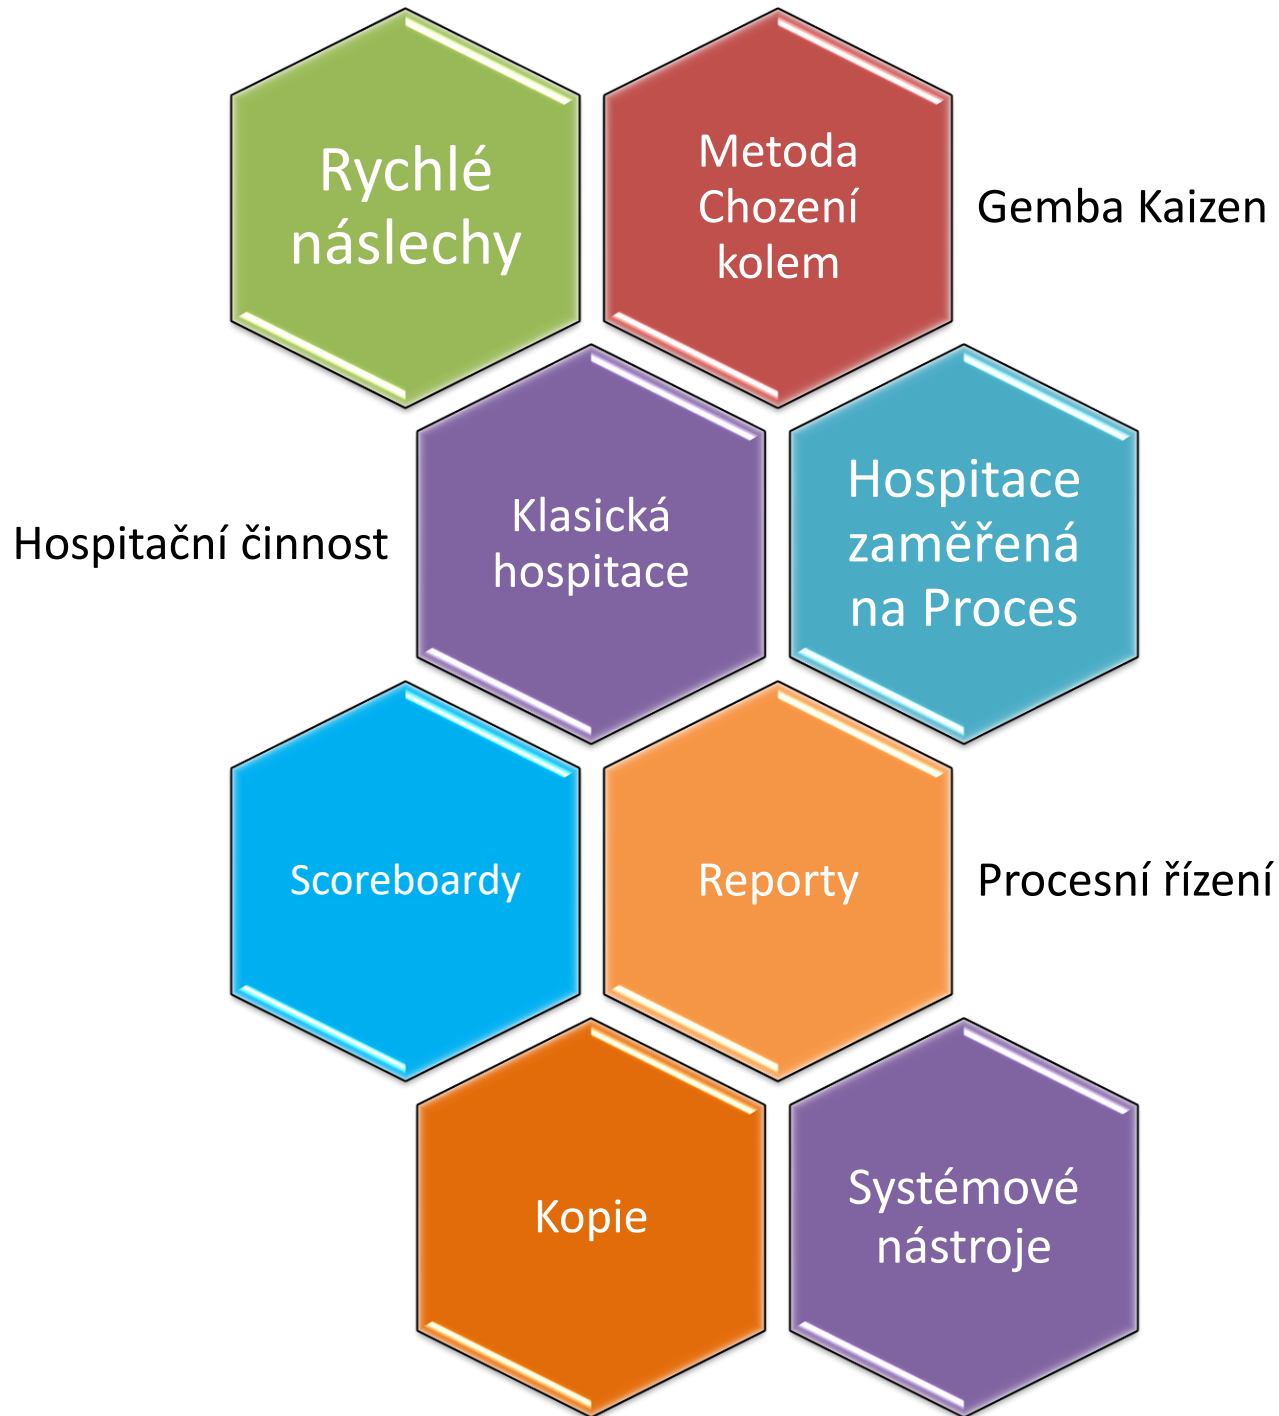 Rychlé
náslechy
Metoda
Chození
kolem
Gemba Kaizen
Hospitační činnost
Klasická
hospitace
Hospitace
zaměřená
na Proces
Scoreboardy
Reporty
Procesní řízení
Kopie
Systémové
nástroje